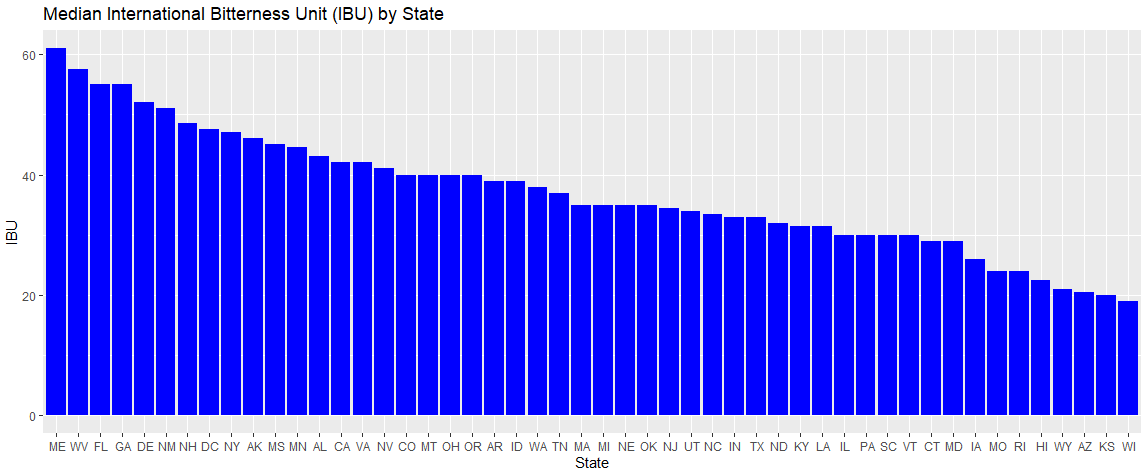 Median International Bitterness Unit (IBU) by State
60
40
20
0
IBU
ME WV FL GA DE NM NH DC NY AK MS MN AL CA VA NV CO MT OH OR AR ID WA TN MA MI NE OK NJ UT NC IN TX ND KY LA IL PA SC VT CT MD IA MO RI HI WY AZ KS WI
State